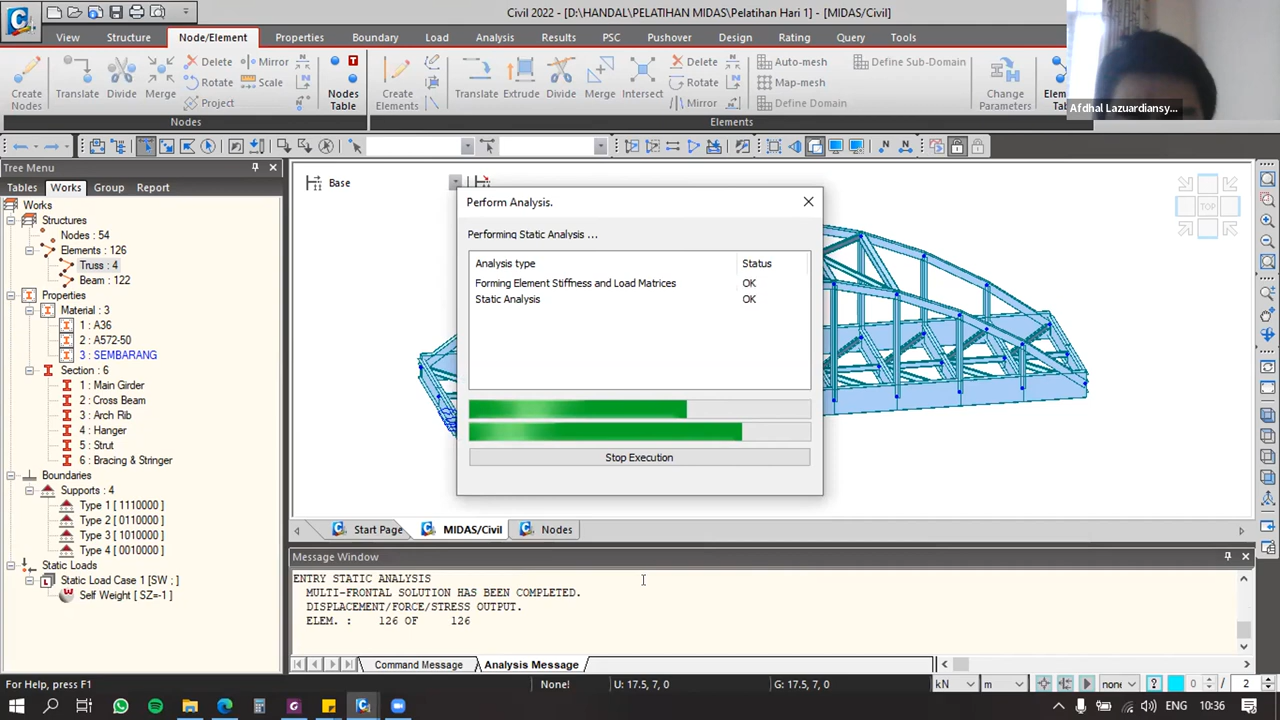 Civil 2022 - [D:\HANDAL\PELATIHAN MIDAS\Pelatihan Hari 1] - [MIDAS/Civil]
View Structure Node/Element Properties Boundary Load Analysis Results PSC Pushover Design Rating Query Tools
Create Nodes
Translate
Divide
Merge
Delete
Rotate
Project
Mirror
Scale
Nodes Table
Create Elements
Translate
Extrude
Divide
Merge
Intersect
Delete
Rotate
Mirror
Auto-mesh
Map-mesh
Define Domain
Define Sub-Domain
Change Parameters
Nodes
Elements
Afdhal Lazuardiansy...
Tree Menu
Tables Works Group Report
Works
Structures
Nodes : 54
Elements : 126
Truss : 4
Beam : 122
Properties
Material : 3
1 : A36
2 : A572-50
3 : SEMBARANG
Section : 6
1 : Main Girder
2 : Cross Beam
3 : Arch Rib
4 : Hanger
5 : Strut
6 : Bracing & Stringer
Boundaries
Supports : 4
Type 1 [ 1110000 ]
Type 2 [ 0110000 ]
Type 3 [ 1010000 ]
Type 4 [ 0010000 ]
Static Loads
Static Load Case 1 [SW ; ]
Self Weight [ SZ=-1 ]
Base
TOP
Perform Analysis.
Performing Static Analysis ...
Analysis type Status
Forming Element Stiffness and Load Matrices OK
Static Analysis OK
Stop Execution
Start Page MIDAS/Civil Nodes
Message Window
ENTRY STATIC ANALYSIS
MULTI-FRONTAL SOLUTION HAS BEEN COMPLETED.
DISPLACEMENT/FORCE/STRESS OUTPUT.
ELEM. : 126 OF 126
Command Message Analysis Message
For Help, press F1 None! U: 17.5, 7, 0 G: 17.5, 7, 0 kN m none 0 / 2
ENG 10:36